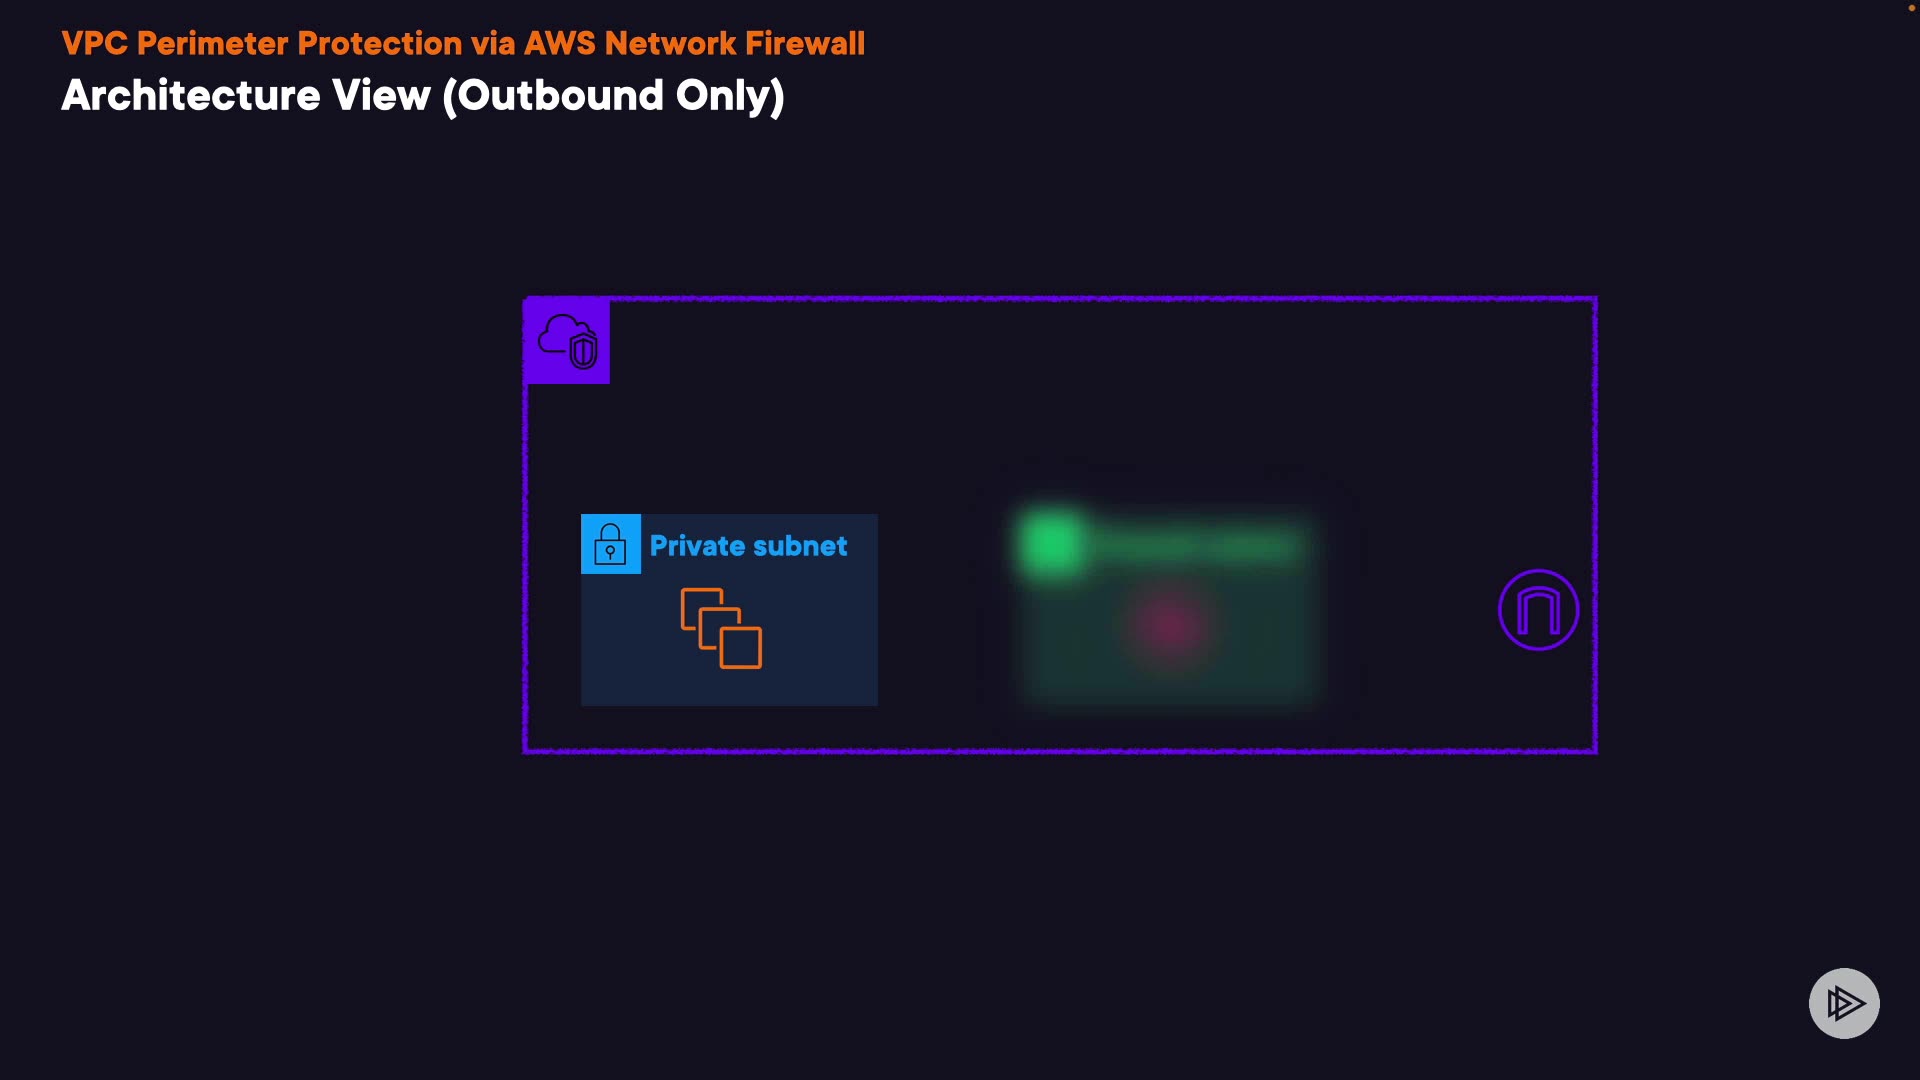 VPC Perimeter Protection via AWS Network Firewall
Architecture View (Outbound Only)
Private subnet